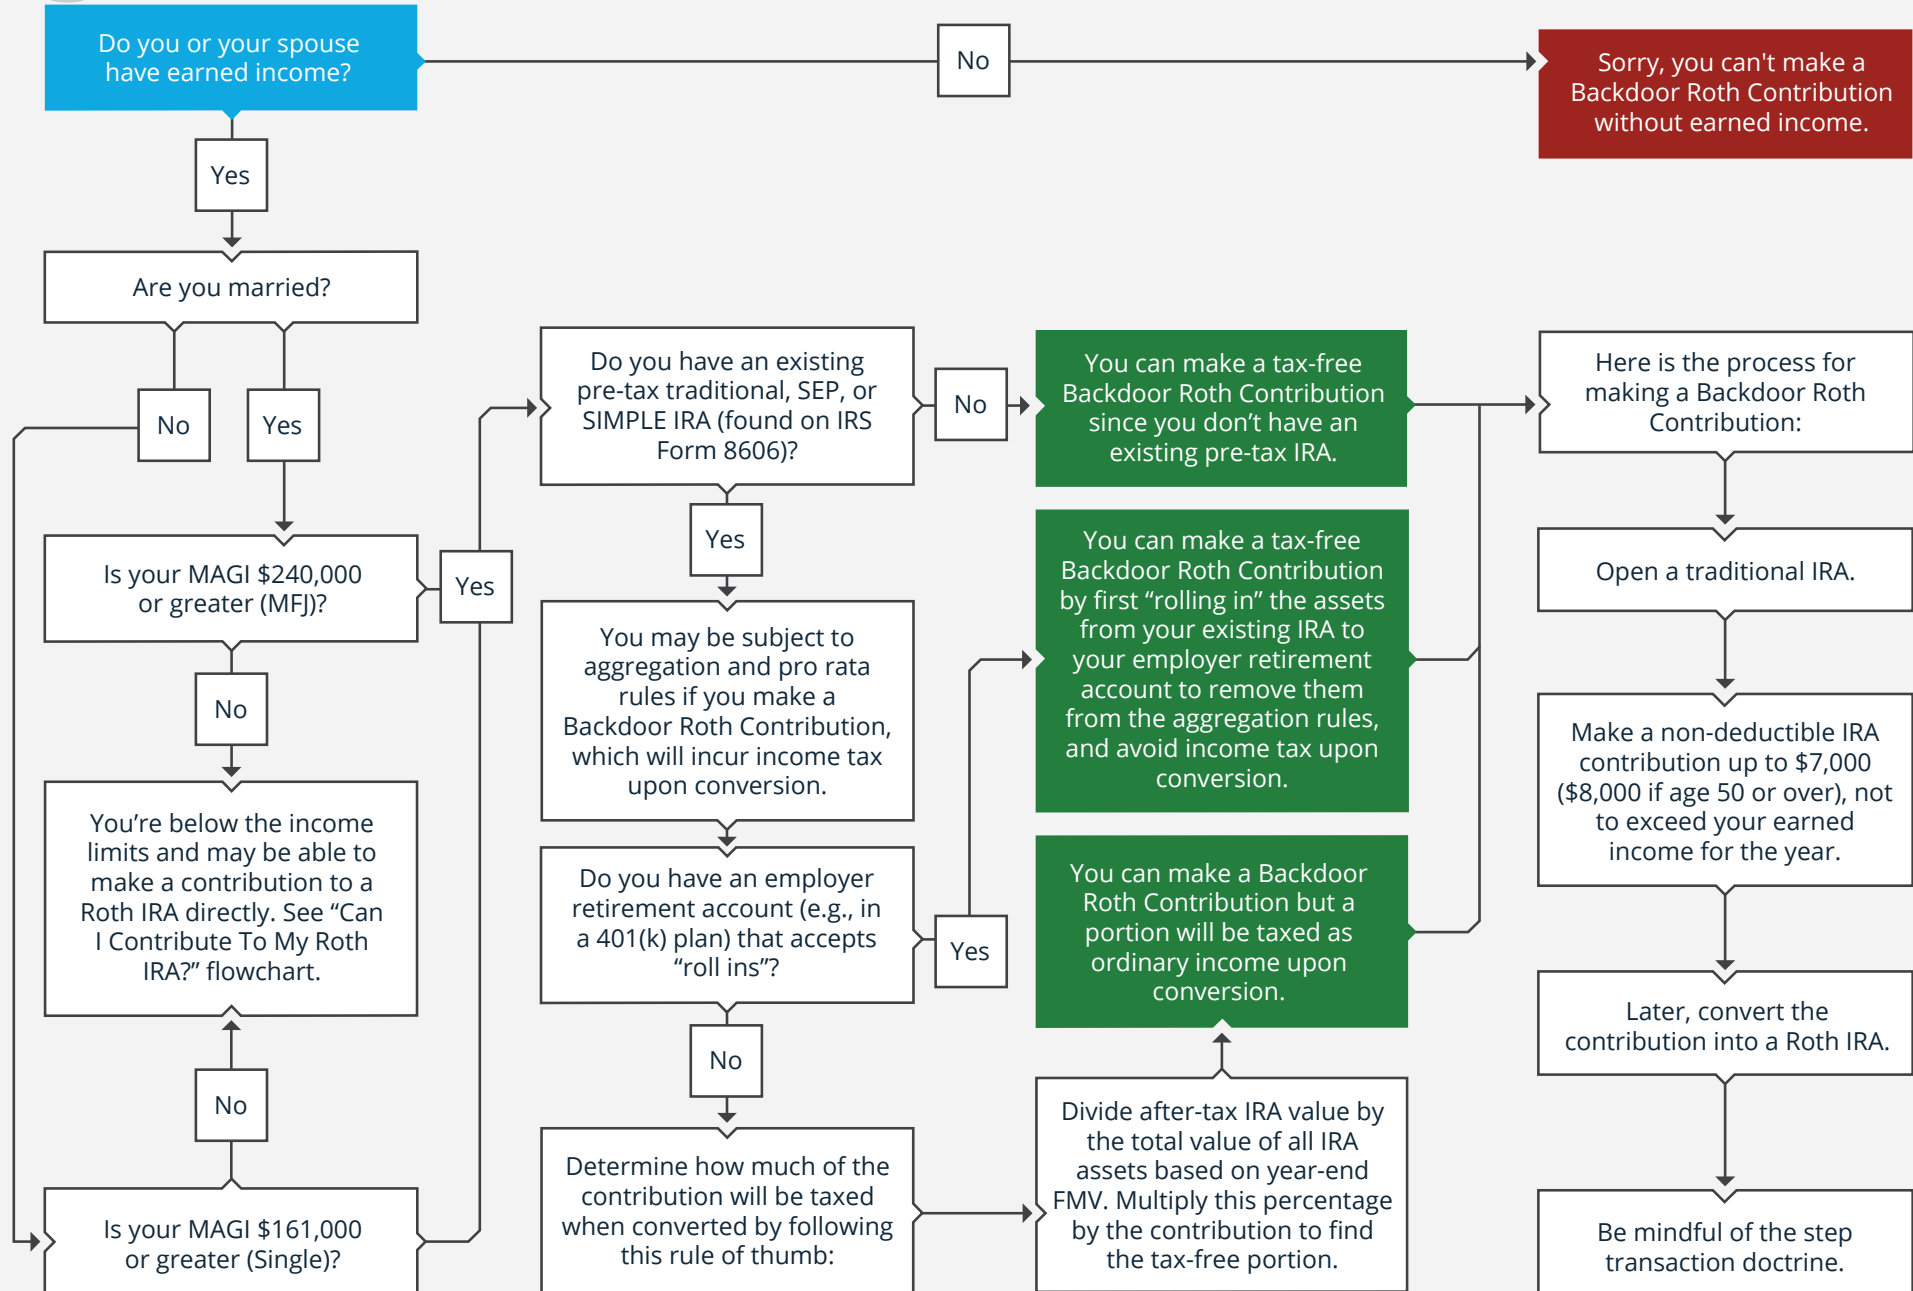 Do you or your spouse
have earned income?
No
Sorry, you can't make a
Backdoor Roth Contribution
without earned income.
Yes
Are you married?
No
Yes
Is your MAGI $240,000
or greater (MFJ)?
Yes
No
You’re below the income
limits and may be able to
make a contribution to a
Roth IRA directly. See “Can
I Contribute To My Roth
IRA?” flowchart.
No
Is your MAGI $161,000
or greater (Single)?
Do you have an existing
pre-tax traditional, SEP, or
SIMPLE IRA (found on IRS
Form 8606)?
No
Yes
You may be subject to
aggregation and pro rata
rules if you make a
Backdoor Roth Contribution,
which will incur income tax
upon conversion.
Do you have an employer
retirement account (e.g., in
a 401(k) plan) that accepts
“roll ins”?
Yes
No
Determine how much of the
contribution will be taxed
when converted by following
this rule of thumb:
You can make a tax-free
Backdoor Roth Contribution
since you don’t have an
existing pre-tax IRA.
You can make a tax-free
Backdoor Roth Contribution
by first “rolling in” the assets
from your existing IRA to
your employer retirement
account to remove them
from the aggregation rules,
and avoid income tax upon
conversion.
You can make a Backdoor
Roth Contribution but a
portion will be taxed as
ordinary income upon
conversion.
Divide after-tax IRA value by
the total value of all IRA
assets based on year-end
FMV. Multiply this percentage
by the contribution to find
the tax-free portion.
Here is the process for
making a Backdoor Roth
Contribution:
Open a traditional IRA.
Make a non-deductible IRA
contribution up to $7,000
($8,000 if age 50 or over), not
to exceed your earned
income for the year.
Later, convert the
contribution into a Roth IRA.
Be mindful of the step
transaction doctrine.